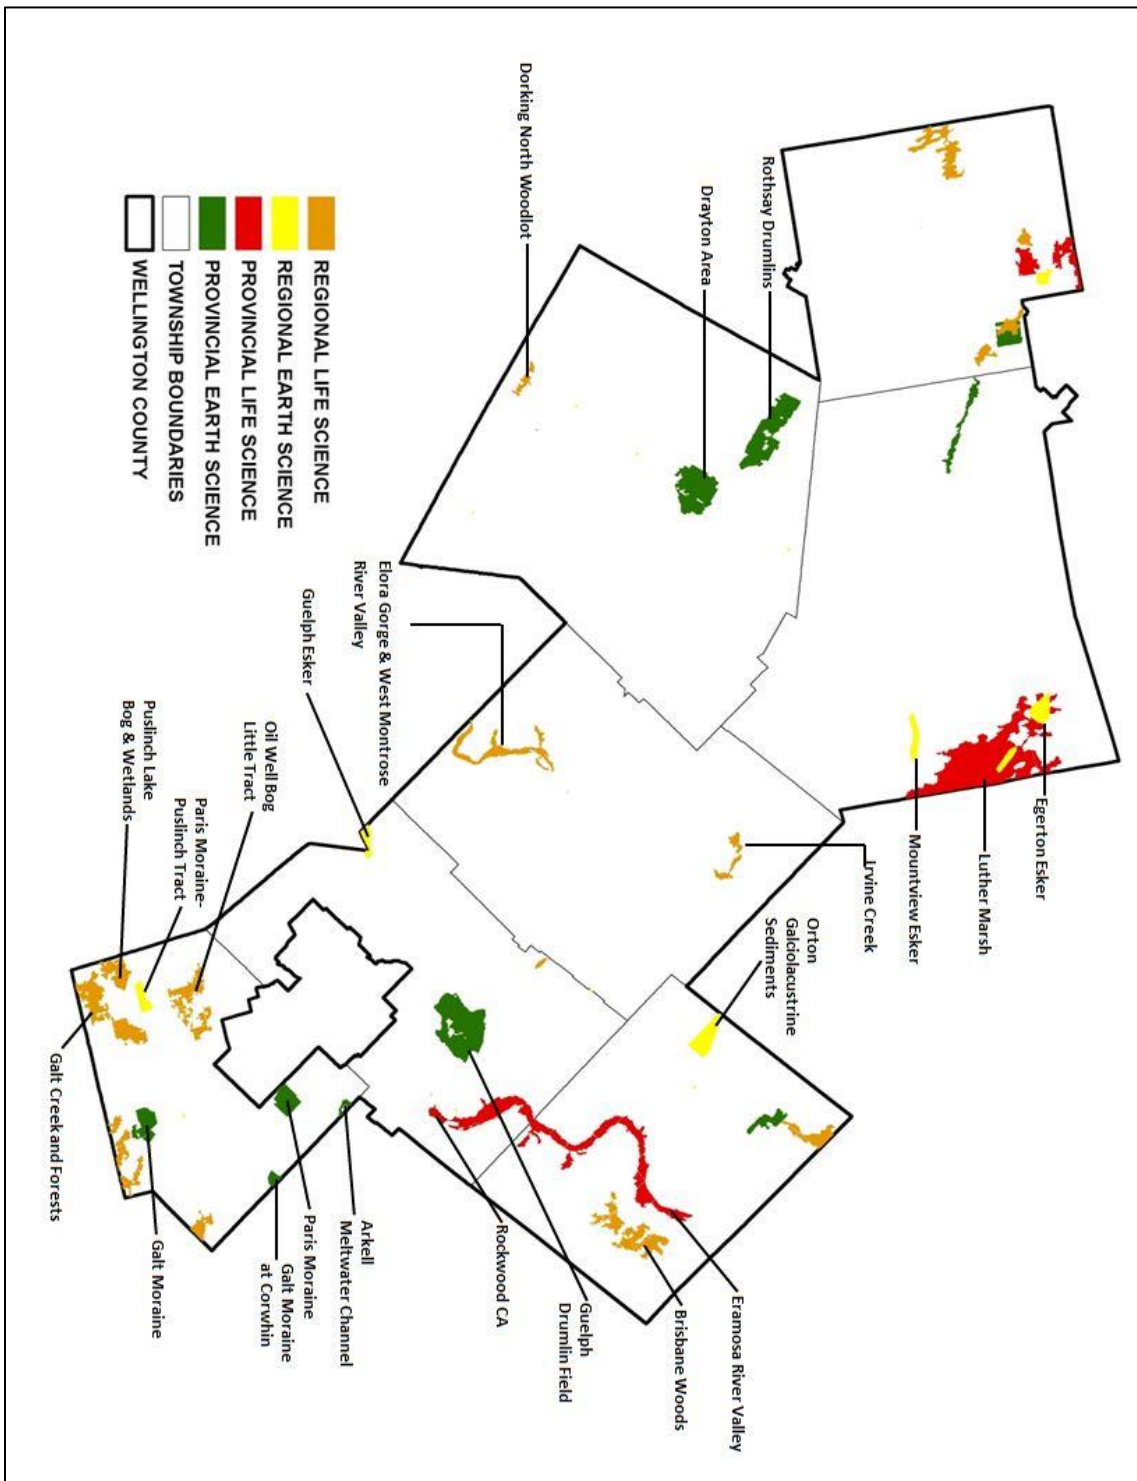 Egerton Esker
Luther Marsh
Mountview Esker
Irvine Creek
Orton
Galciolacustrine
Sediments
Rothsay Drumlins
Eramosa River Valley
Drayton Area
Brisbane Woods
Guelph
Drumlin Field
Dorking North Woodlot
Rockwood CA
Elora Gorge & West Montrose
River Valley
Arkell
Meltwater Channel
Guelph Esker
Paris Moraine
Galt Moraine
at Corwhin
Oil Well Bog
Little Tract
Paris Moraine-
Puslinch Tract
Galt Moraine
Puslinch Lake
Bog & Wetlands
Galt Creek and Forests
REGIONAL LIFE SCIENCE
REGIONAL EARTH SCIENCE
PROVINCIAL LIFE SCIENCE
PROVINCIAL EARTH SCIENCE
TOWNSHIP BOUNDARIES
WELLINGTON COUNTY